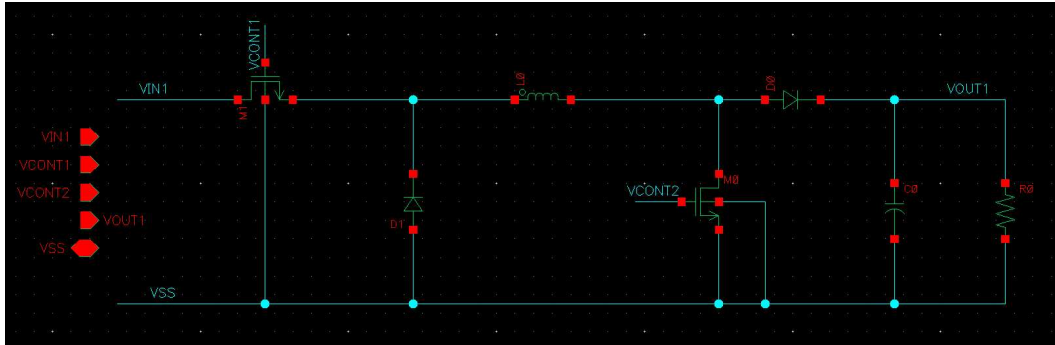 VCONT1
L0
D0
VIN1
VOUT1
M1
VIN1
VCONT1
VCONT2
VOUT1
VSS
M0
VCONT2
C0
R0
D1
VSS